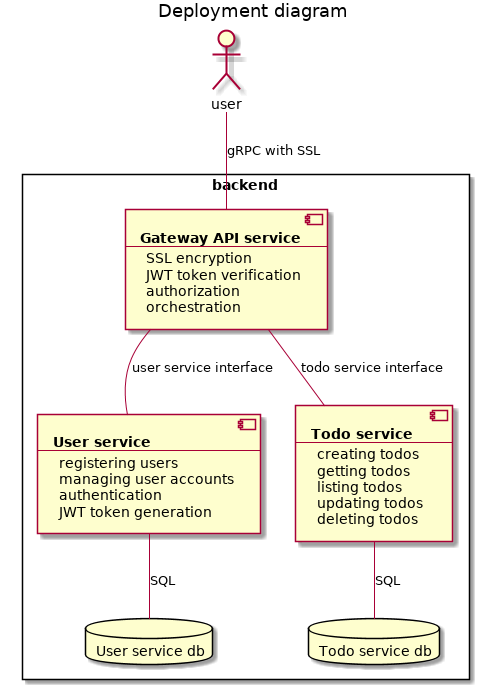 Deployment diagram
user
gRPC with SSL
backend
Gateway API service
SSL encryption
JWT token verification
authorization
orchestration
user service interface
todo service interface
User service
registering users
managing user accounts
authentication
JWT token generation
Todo service
creating todos
getting todos
listing todos
updating todos
deleting todos
SQL
SQL
User service db
Todo service db